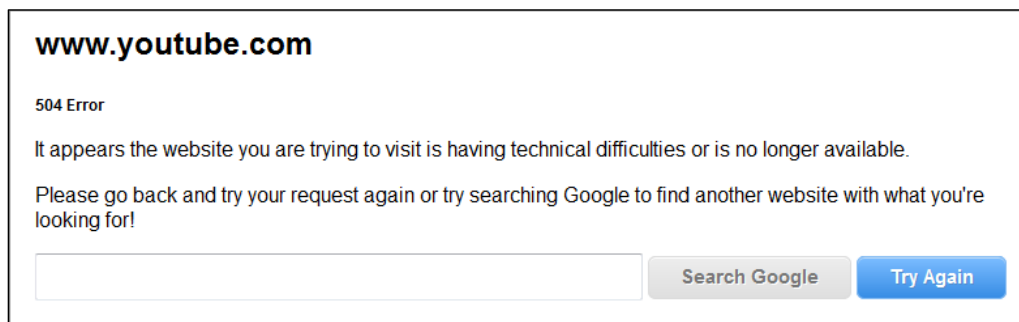 www.youtube.com
504 Error
It appears the website you are trying to visit is having technical difficulties or is no longer available.
Please go back and try your request again or try searching Google to find another website with what you're
looking for!
Search Google Try Again